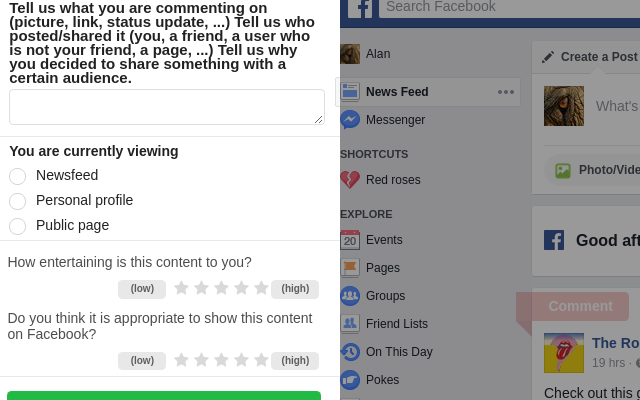 Tell us what you are commenting on
(picture, link, status update, ...) Tell us who
posted/shared it (you, a friend, a user who
is not your friend, a page, ...) Tell us why
you decided to share something with a
certain audience.
You are currently viewing
Newsfeed
Personal profile
Public page
How entertaining is this content to you?
(low) (high)
Do you think it is appropriate to show this content
on Facebook?
(low) (high)
Search Facebook
Alan
News Feed
Messenger
SHORTCUTS
Red roses
EXPLORE
20 Events
Pages
Groups
Friend Lists
On This Day
Pokes
Create a Post
What's
Photo/Vide
Good aft
Comment
The Ro
19 hrs ·
Check out this